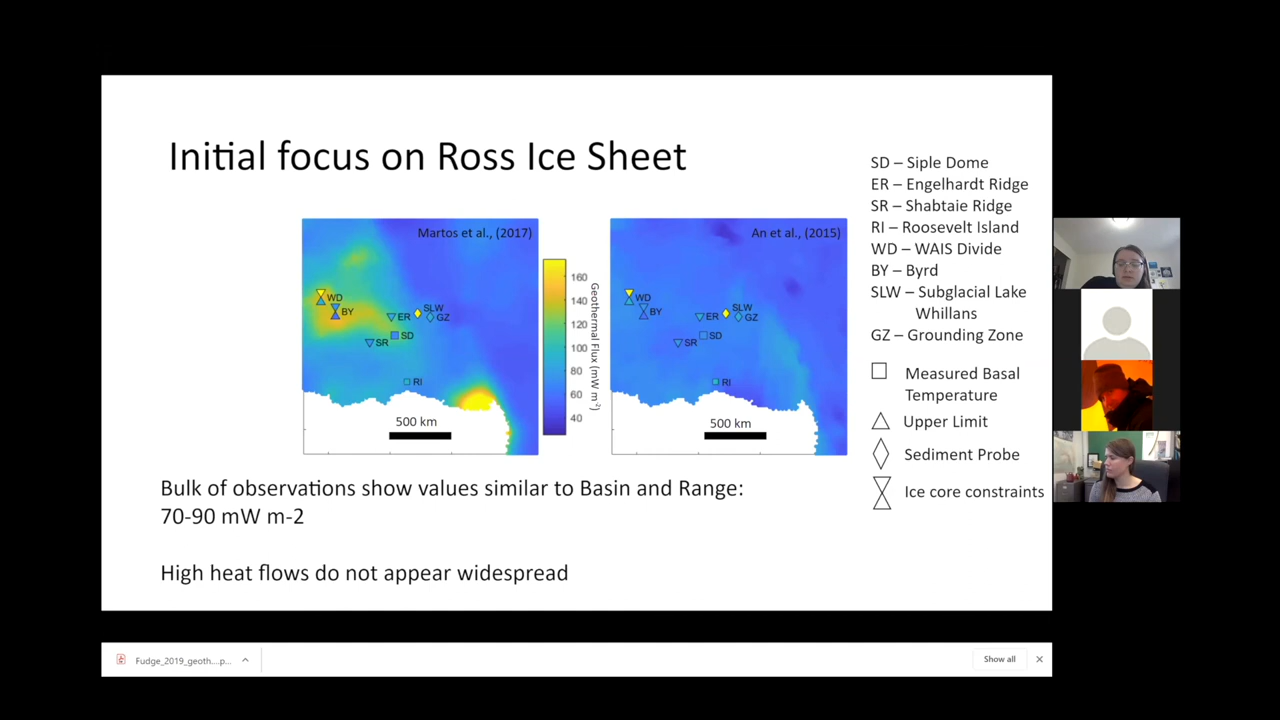 Initial focus on Ross Ice Sheet
Martos et al., (2017)
WD
BY
ER
SLW
GZ
SD
SR
RI
500 km
160
140
120
100
80
60
40
Geothermal Flux (mW m-2)
An et al., (2015)
WD
BY
ER
SLW
GZ
SD
SR
RI
500 km
SD – Siple Dome
ER – Engelhardt Ridge
SR – Shabtaie Ridge
RI – Roosevelt Island
WD – WAIS Divide
BY – Byrd
SLW – Subglacial Lake
Whillans
GZ – Grounding Zone
Measured Basal
Temperature
Upper Limit
Sediment Probe
Ice core constraints
Bulk of observations show values similar to Basin and Range:
70-90 mW m-2
High heat flows do not appear widespread
Fudge_2019_geoth....p...
Show all